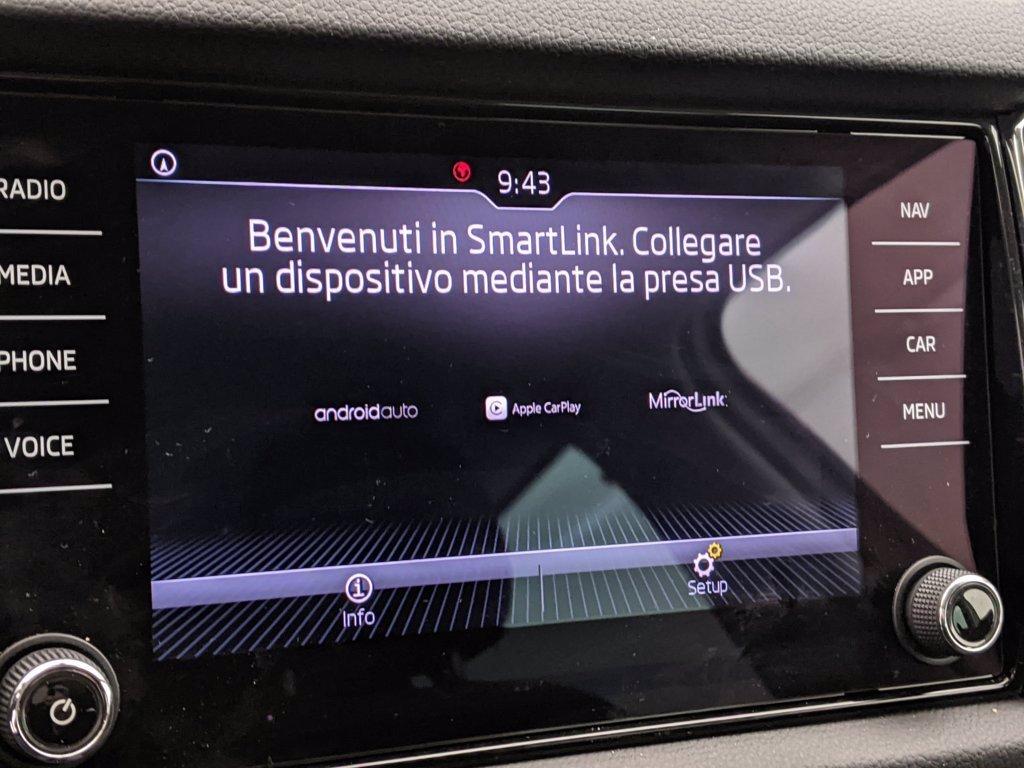 RADIO
MEDIA
PHONE
VOICE
9:43
Benvenuti in SmartLink. Collegare
un dispositivo mediante la presa USB.
androidauto
Apple CarPlay
MirrorLink
Info
Setup
NAV
APP
CAR
MENU